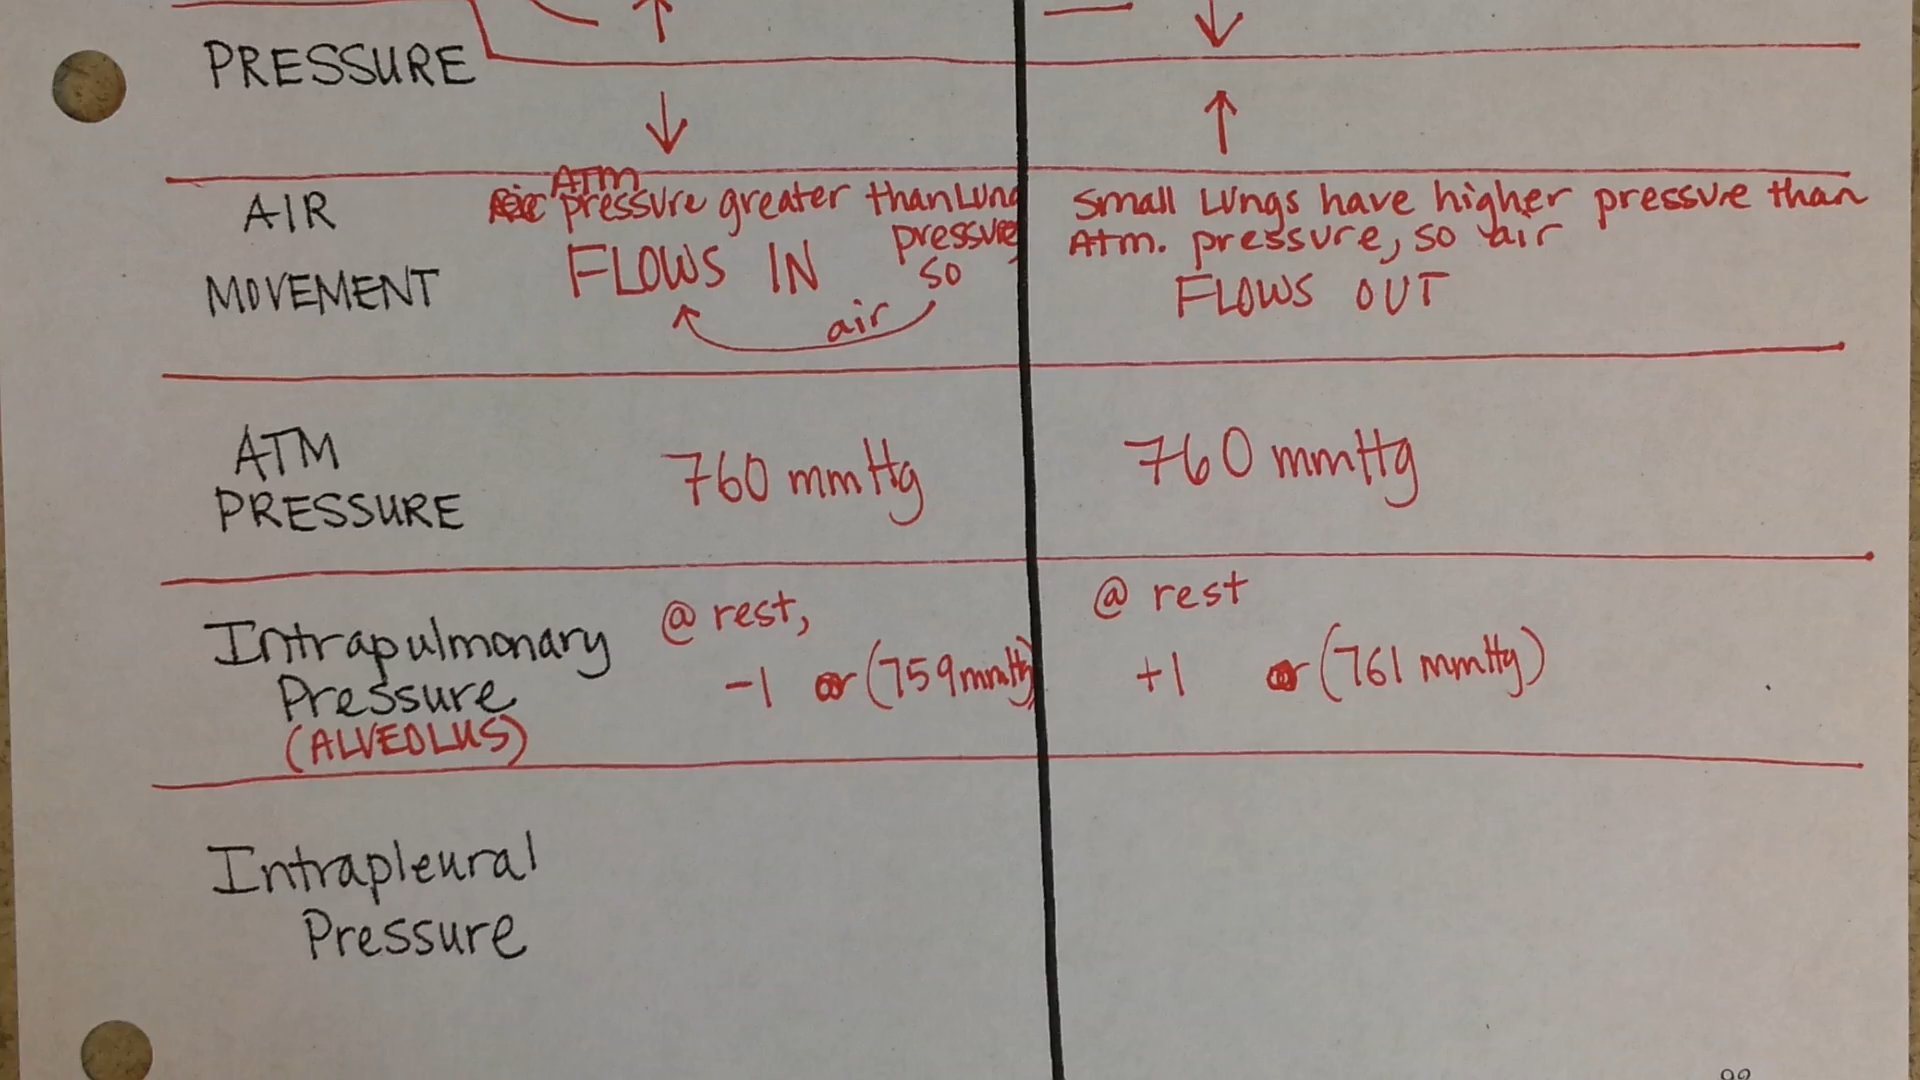 PRESSURE
AIR
MOVEMENT
ATM
pressure greater than Lung
pressure,
so
FLOWS IN
air
Small Lungs have higher pressure than
Atm. pressure, so air
FLOWS OUT
ATM
PRESSURE
760 mmHg
760 mmHg
Intrapulmonary
Pressure
(ALVEOLUS)
@ rest,
-1 or (759mmHg)
@ rest
+1 or (761 mmHg)
Intrapleural
Pressure